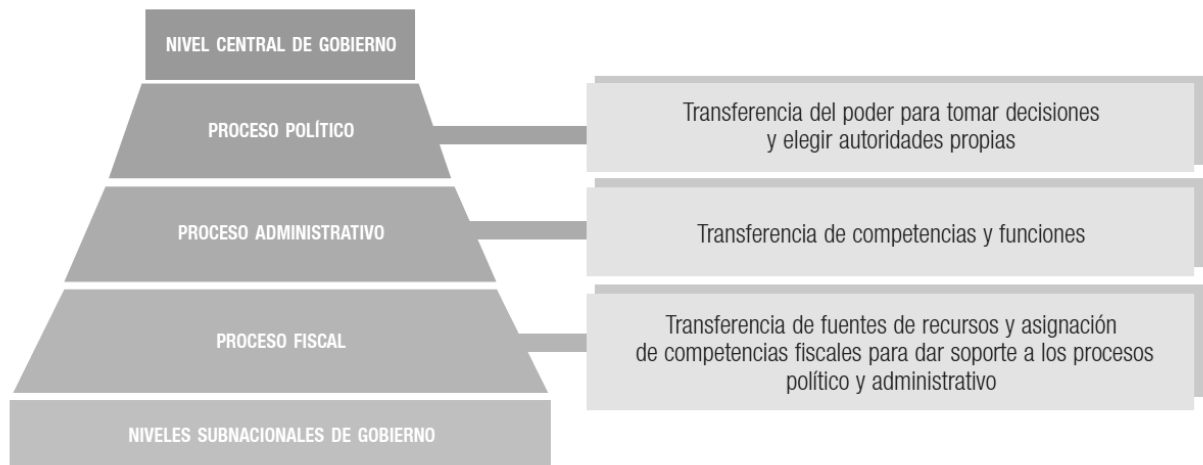 NIVEL CENTRAL DE GOBIERNO
PROCESO POLÍTICO
Transferencia del poder para tomar decisiones
y elegir autoridades propias
PROCESO ADMINISTRATIVO
Transferencia de competencias y funciones
PROCESO FISCAL
Transferencia de fuentes de recursos y asignación
de competencias fiscales para dar soporte a los procesos
político y administrativo
NIVELES SUBNACIONALES DE GOBIERNO